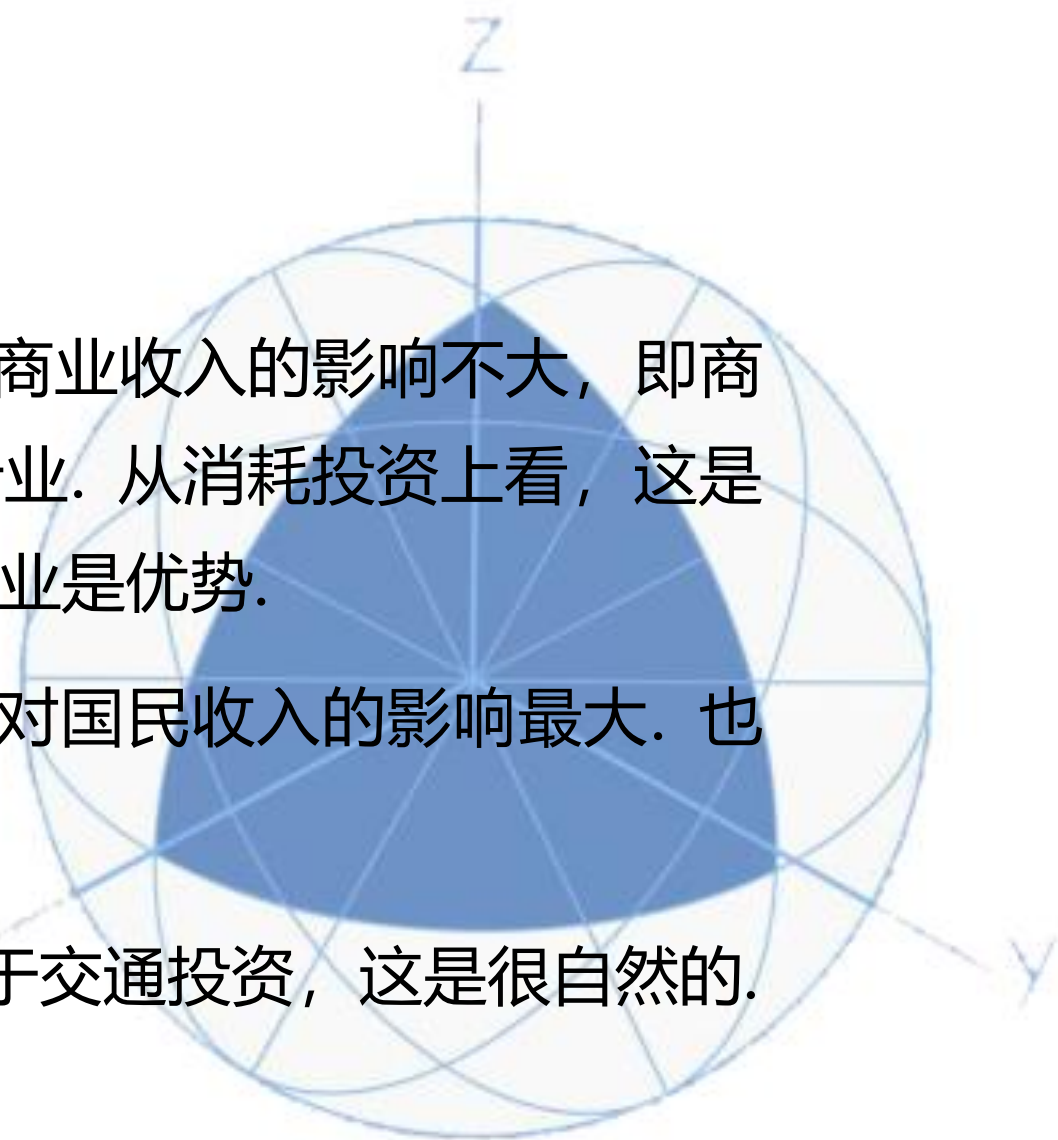 Z
商业收入的影响不大，即商
业. 从消耗投资上看，这是
业是优势.
对国民收入的影响最大. 也
于交通投资，这是很自然的.
y